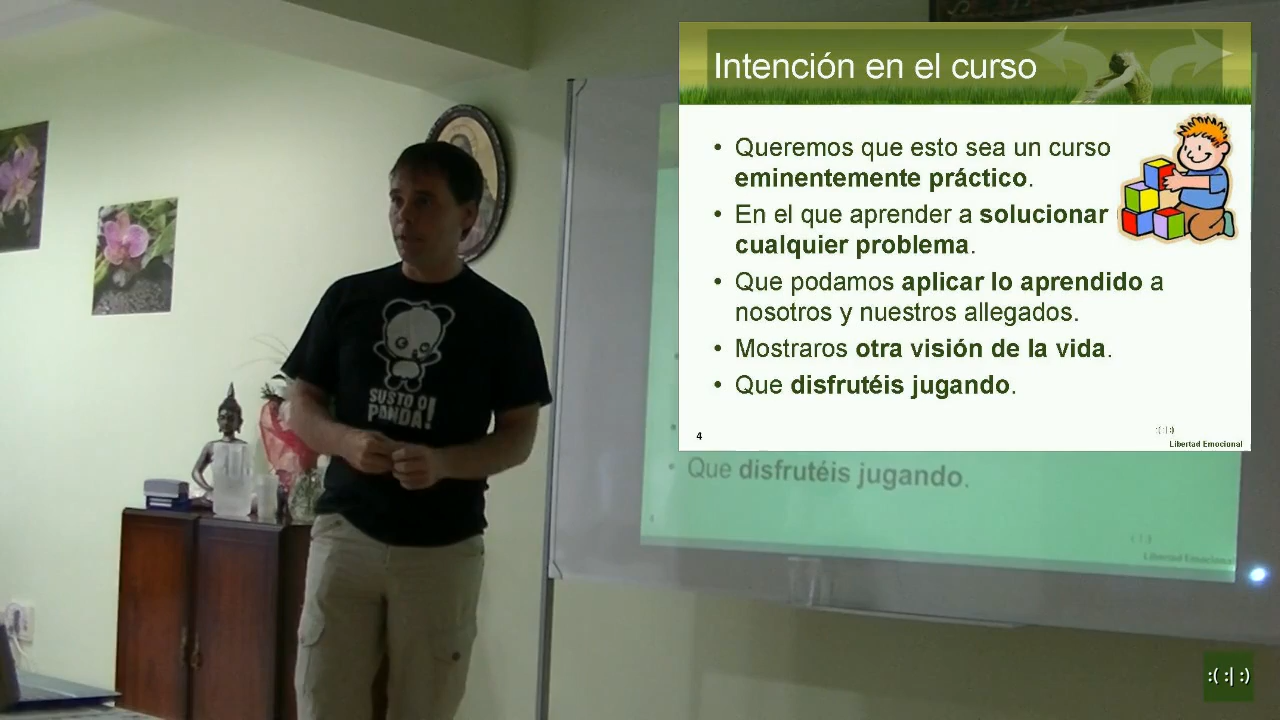 Intención en el curso
• Queremos que esto sea un curso
eminentemente práctico.
• En el que aprender a solucionar
cualquier problema.
• Que podamos aplicar lo aprendido a
nosotros y nuestros allegados.
• Mostraros otra visión de la vida.
• Que disfrutéis jugando.
4
:(:|:)
Libertad Emocional
SUSTO O
PANDA!
• Que disfrutéis jugando.
Libertad Emocional
:( :| :)